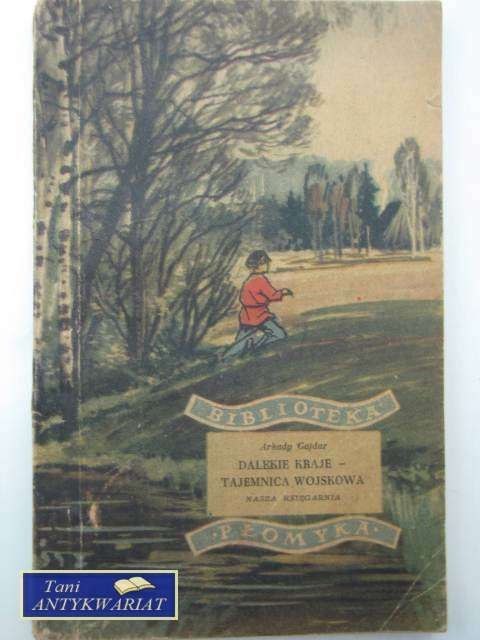 BIBLIOTEKA
Arkady Gajdar
DALEKIE KRAJE –
TAJEMNICA WOJSKOWA
NASZA KSIĘGARNIA
PŁOMYKA
Tani
ANTYKWARIAT